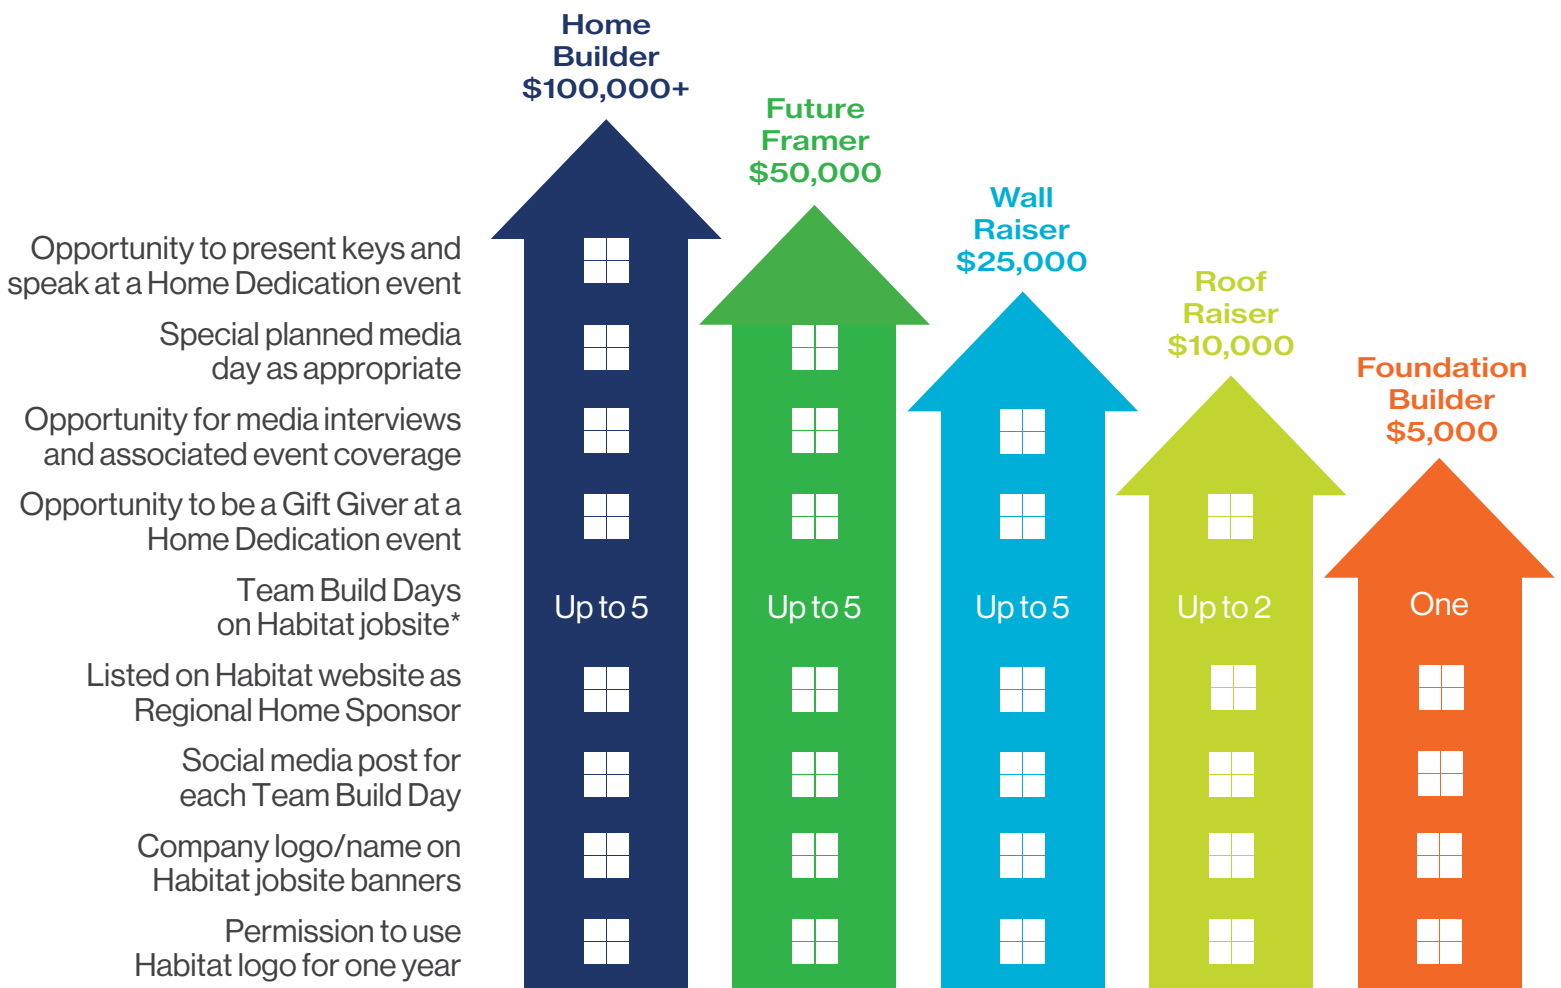 Home
Builder
$100,000+
Future
Framer
$50,000
Wall
Raiser
$25,000
Roof
Raiser
$10,000
Foundation
Builder
$5,000
Opportunity to present keys and
speak at a Home Dedication event
Special planned media
day as appropriate
Opportunity for media interviews
and associated event coverage
Opportunity to be a Gift Giver at a
Home Dedication event
Team Build Days
on Habitat jobsite*
Up to 5
Up to 5
Up to 5
Up to 2
One
Listed on Habitat website as
Regional Home Sponsor
Social media post for
each Team Build Day
Company logo/name on
Habitat jobsite banners
Permission to use
Habitat logo for one year